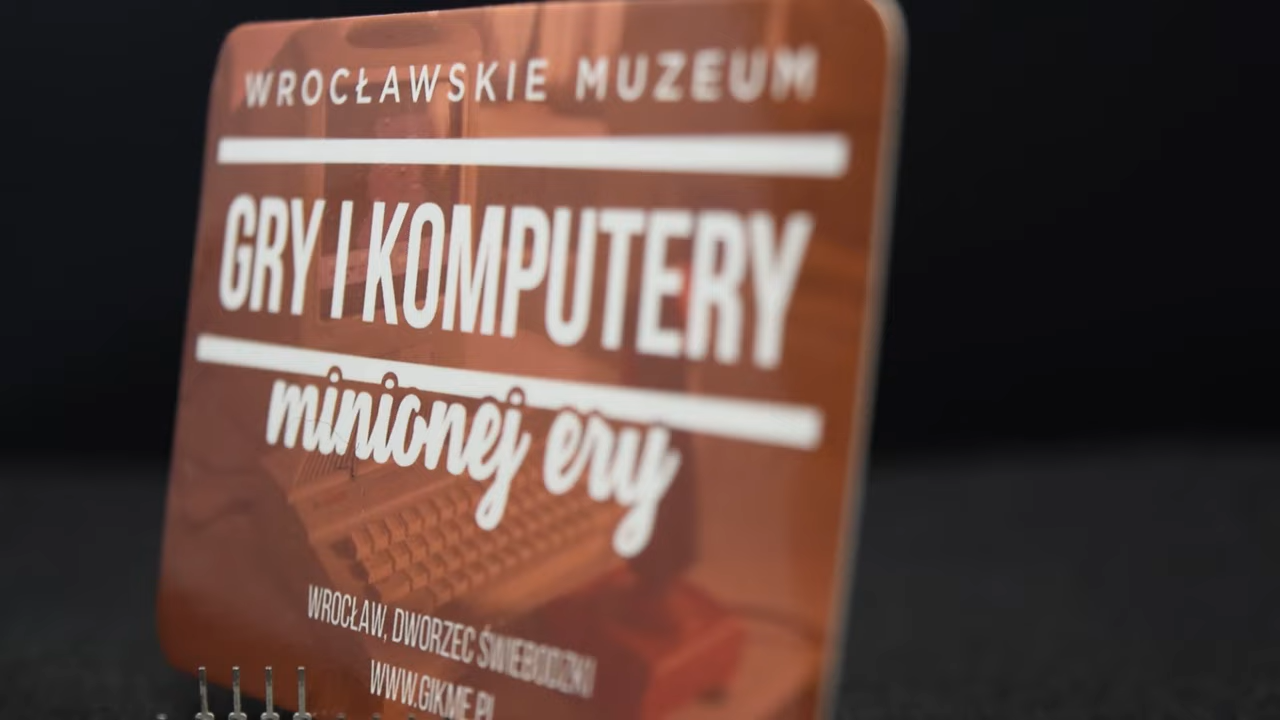 WROCŁAWSKIE MUZEUM
GRY I KOMPUTERY
minionej ery
WROCŁAW, DWORZEC ŚWIEBODZKI
WWW.GIKME.PL